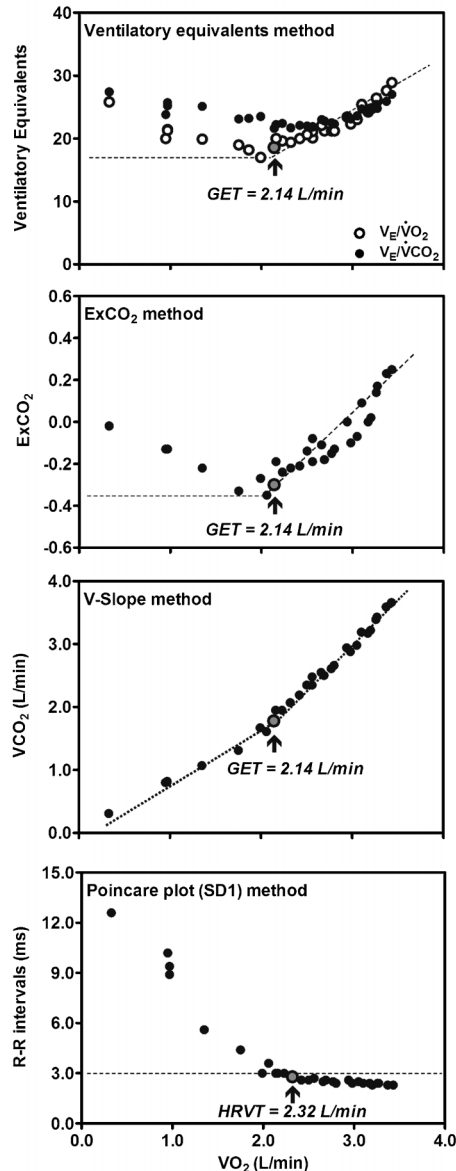 Ventilatory equivalents method
Ventilatory Equivalents
40
30
20
10
0
GET = 2.14 L/min
V_E/V̇O₂
V_E/V̇CO₂
ExCO₂ method
ExCO₂
0.6
0.4
0.2
0.0
-0.2
-0.4
-0.6
GET = 2.14 L/min
V-Slope method
VCO₂ (L/min)
4.0
3.0
2.0
1.0
0.0
GET = 2.14 L/min
Poincare plot (SD1) method
R-R intervals (ms)
15.0
12.0
9.0
6.0
3.0
0.0
HRVT = 2.32 L/min
0.0 1.0 2.0 3.0 4.0
VO₂ (L/min)